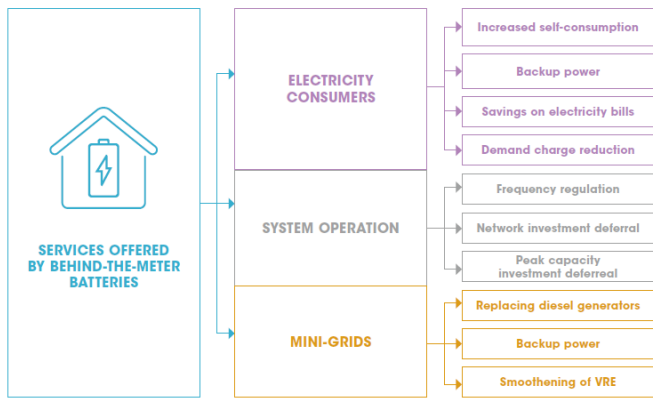 SERVICES OFFERED
BY BEHIND-THE-METER
BATTERIES
ELECTRICITY
CONSUMERS
Increased self-consumption
Backup power
Savings on electricity bills
Demand charge reduction
SYSTEM OPERATION
Frequency regulation
Network investment deferral
Peak capacity
investment deferreal
MINI-GRIDS
Replacing diesel generators
Backup power
Smoothening of VRE